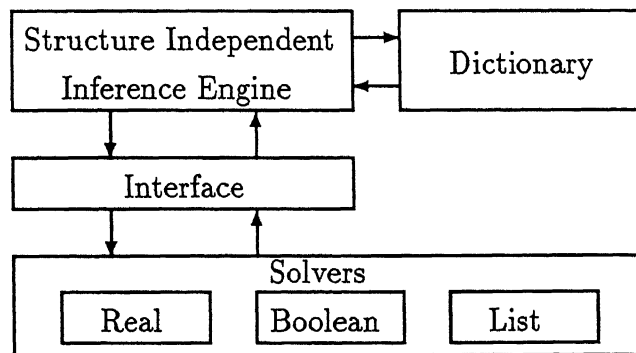 Structure Independent
Inference Engine
Dictionary
Interface
Solvers
Real
Boolean
List